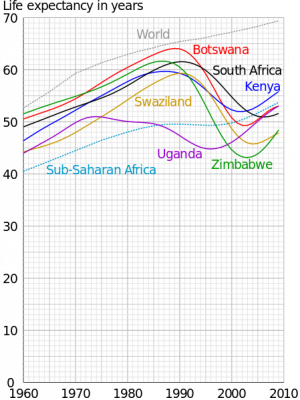 Life expectancy in years
70
World
Botswana
60
South Africa
Kenya
Swaziland
50
Uganda
Zimbabwe
Sub-Saharan Africa
40
30
20
10
0
1960 1970 1980 1990 2000 2010